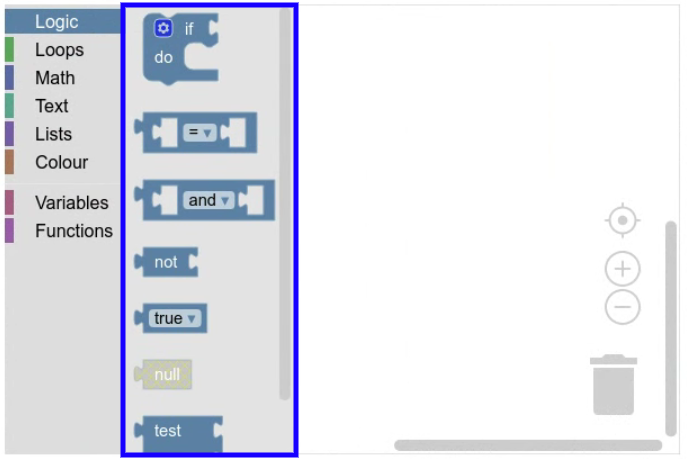 Logic
Loops
Math
Text
Lists
Colour
Variables
Functions
if
do
= ▾
and ▾
not
true ▾
null
test